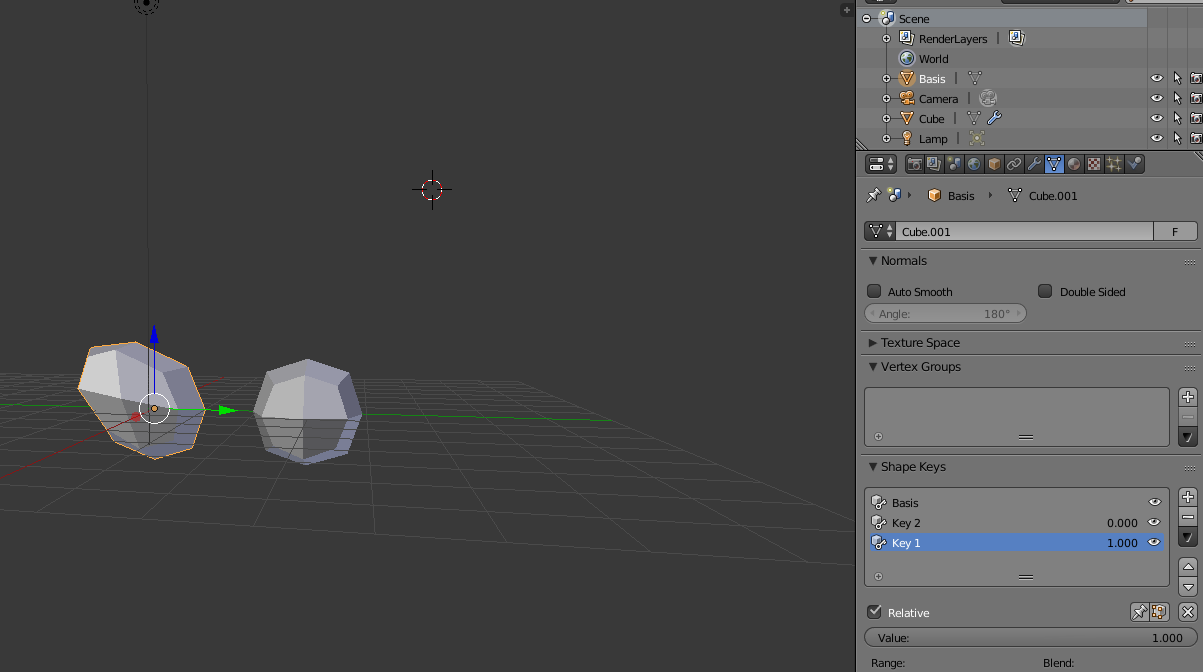 Scene
RenderLayers
World
Basis
Camera
Cube
Lamp
Basis Cube.001
Cube.001 F
Normals
Auto Smooth Double Sided
Angle: 180°
Texture Space
Vertex Groups
Shape Keys
Basis
Key 2 0.000
Key 1 1.000
Relative
Value: 1.000
Range: Blend: